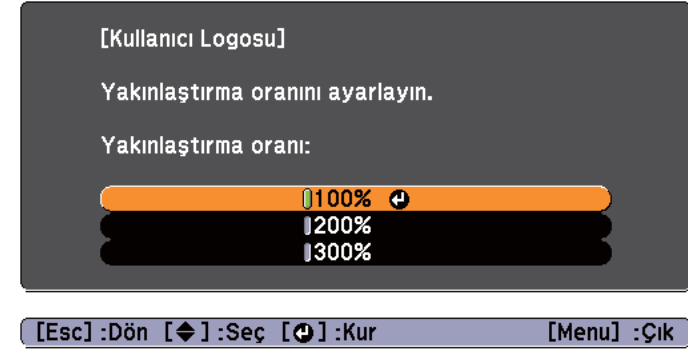 [Kullanıcı Logosu]
Yakınlaştırma oranını ayarlayın.
Yakınlaştırma oranı:
100%
200%
300%
[Esc] :Dön [◆] :Seç [↵] :Kur [Menu] :Çık